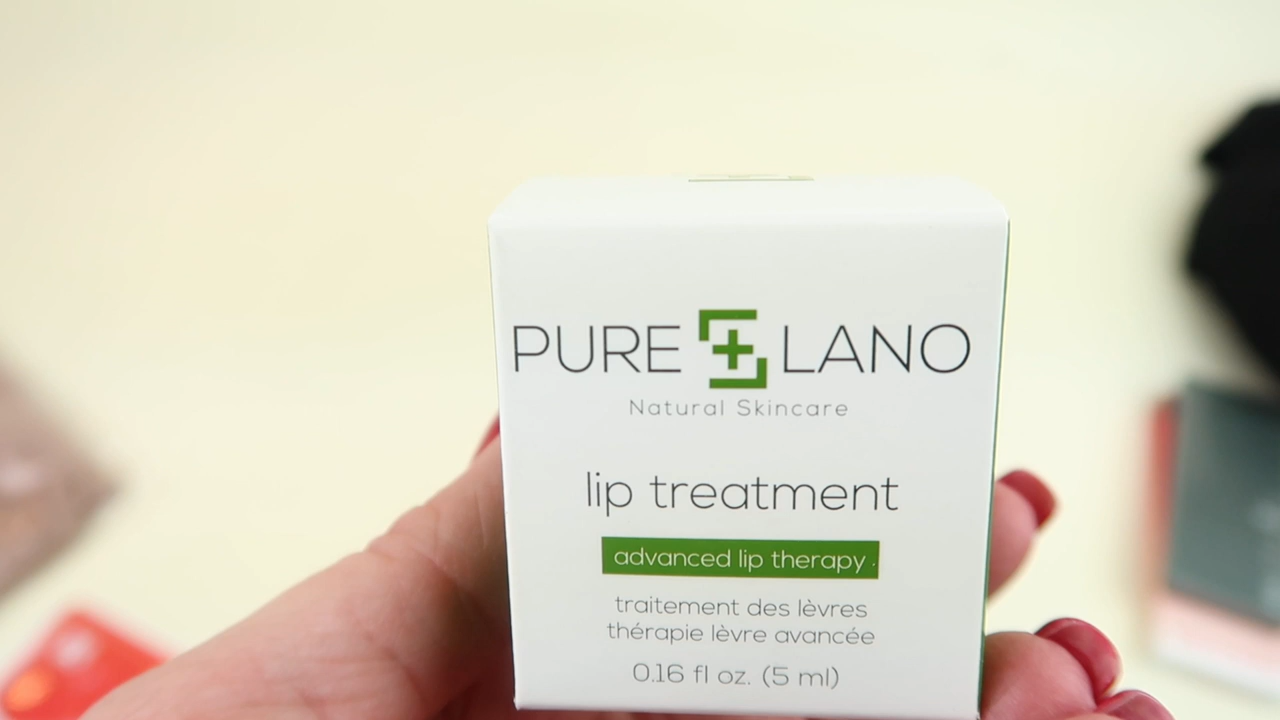 PURE LANO
Natural Skincare
lip treatment
advanced lip therapy
traitement des lèvres
thérapie lèvre avancée
0.16 fl oz. (5 ml)